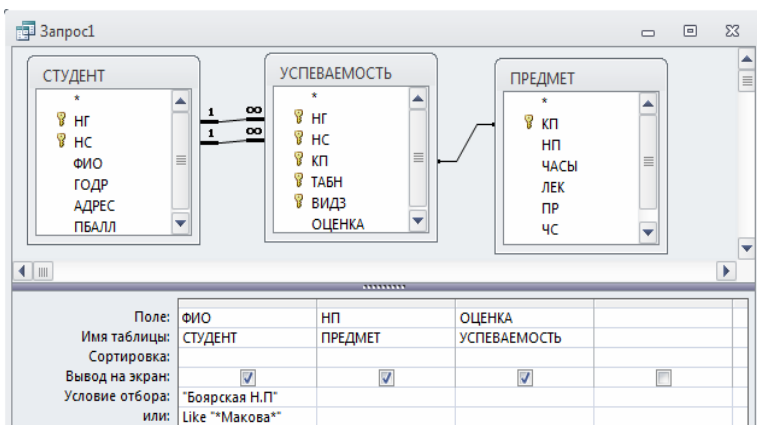 Запрос1
СТУДЕНТ
*
НГ
НС
ФИО
ГОДР
АДРЕС
ПБАЛЛ
1 ∞
1 ∞
УСПЕВАЕМОСТЬ
*
НГ
НС
КП
ТАБН
ВИДЗ
ОЦЕНКА
ПРЕДМЕТ
*
КП
НП
ЧАСЫ
ЛЕК
ПР
ЧС
Поле: ФИО НП ОЦЕНКА
Имя таблицы: СТУДЕНТ ПРЕДМЕТ УСПЕВАЕМОСТЬ
Сортировка:
Вывод на экран:
Условие отбора: "Боярская Н.П"
или: Like "*Макова*"